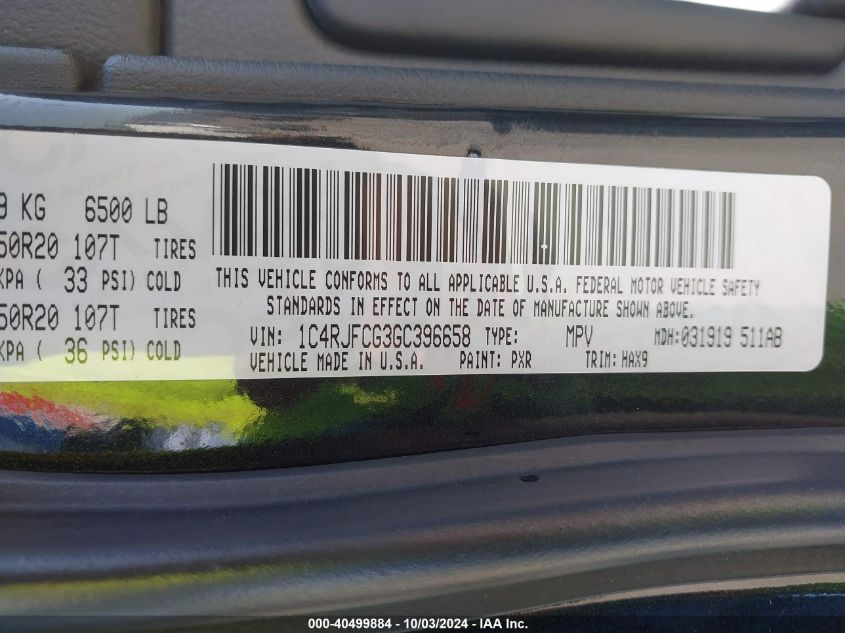 9 KG 6500 LB
50R20 107T TIRES
KPA ( 33 PSI) COLD
50R20 107T TIRES
KPA ( 36 PSI) COLD
THIS VEHICLE CONFORMS TO ALL APPLICABLE U.S.A. FEDERAL MOTOR VEHICLE SAFETY
STANDARDS IN EFFECT ON THE DATE OF MANUFACTURE SHOWN ABOVE.
VIN: 1C4RJFCG3GC396658 TYPE: MPV MDH:031919 511AB
VEHICLE MADE IN U.S.A. PAINT: PXR TRIM: HAX9
000-40499884 - 10/03/2024 - IAA Inc.